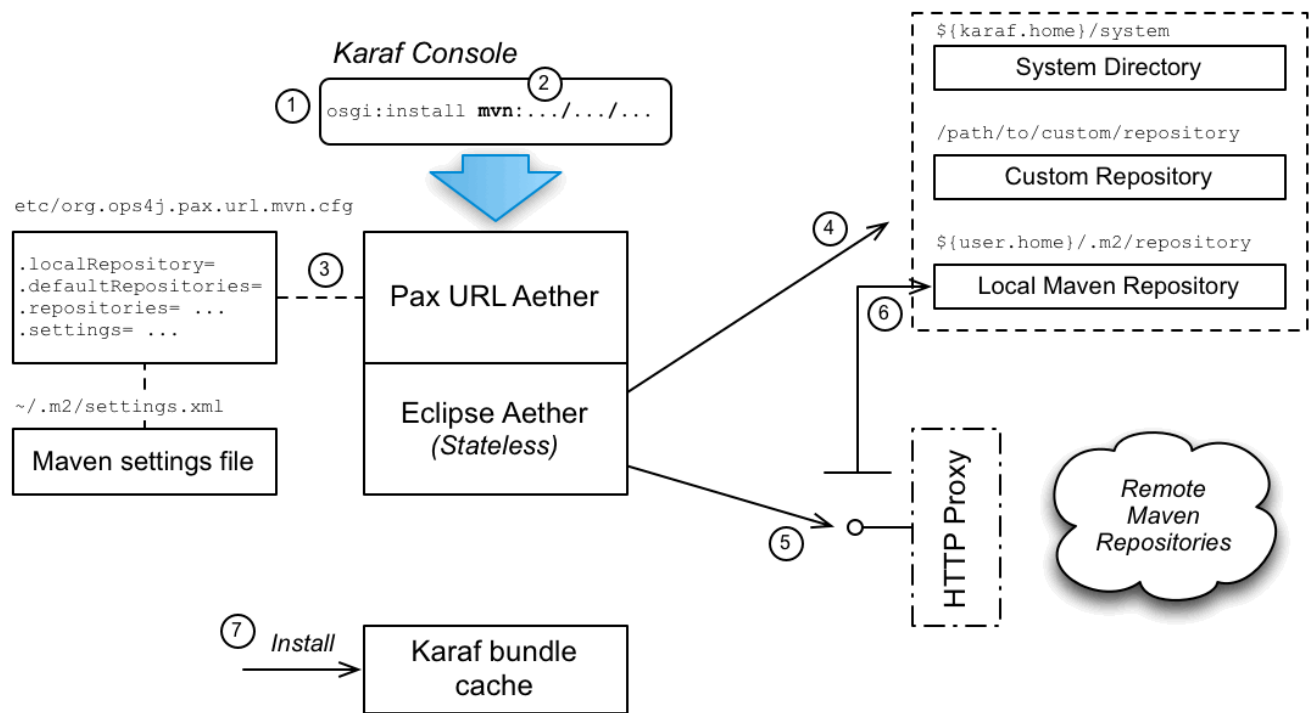 ${karaf.home}/system
System Directory
Karaf Console
2
1
osgi:install mvn:.../.../...
/path/to/custom/repository
Custom Repository
etc/org.ops4j.pax.url.mvn.cfg
4
${user.home}/.m2/repository
.localRepository=
.defaultRepositories=
.repositories= ...
.settings= ...
3
Pax URL Aether
Local Maven Repository
6
~/.m2/settings.xml
Maven settings file
Eclipse Aether
(Stateless)
HTTP Proxy
Remote
Maven
Repositories
5
7
Install
Karaf bundle
cache